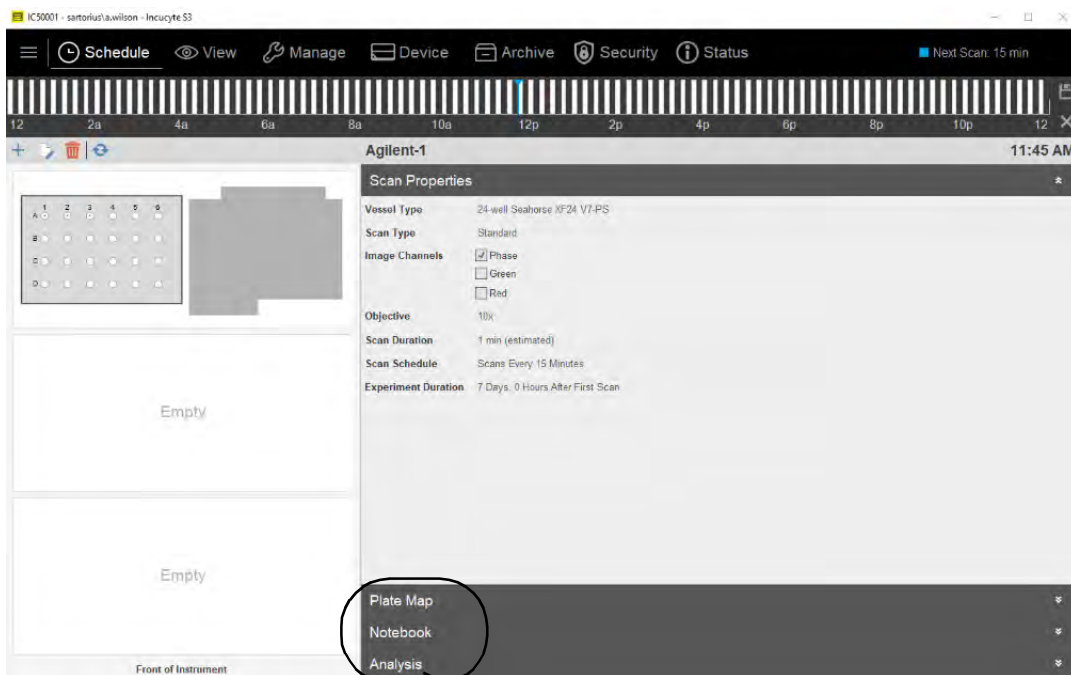 IC50001 - sartorius\a.wilson - Incucyte S3
Schedule View Manage Device Archive Security Status Next Scan: 15 min
12 2a 4a 6a 8a 10a 12p 2p 4p 6p 8p 10p 12
Agilent-1 11:45 AM
Scan Properties
1 2 3 4 5 6
A
B
C
D
Vessel Type 24-well Seahorse XF24 V7-PS
Scan Type Standard
Image Channels Phase
Green
Red
Objective 10x
Scan Duration 1 min (estimated)
Scan Schedule Scans Every 15 Minutes
Experiment Duration 7 Days, 0 Hours After First Scan
Empty
Empty
Plate Map
Notebook
Analysis
Front of Instrument